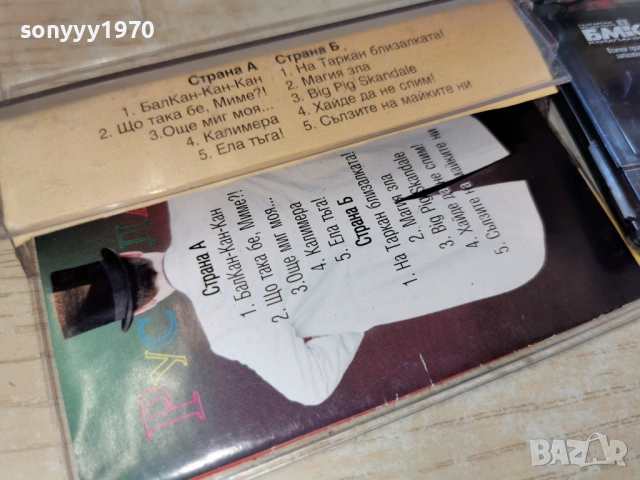 sonyyy1970
Страна А
1. БалКан-Кан-Кан
2. Що така бе, Миме?!
3.Още миг моя...
4. Калимера
5. Ела тъга!
Страна Б.
1. На Таркан близалката!
2. Магия зла
3. Big Pig Skandale
4. Хайде да не спим!
5. Сълзите на майките ни
БМК
Страна А
1. БалКан-Кан-Кан
2. Що така бе, Миме?!
3. Още миг моя...
4. Калимера
5. Ела тъга!
Страна Б
1. На Таркан близалката!
2. Магия зла
3. Big Pig Skandale
4. Хайде да не спим!
5. Сълзите на майките ни
РУС
BAZAR